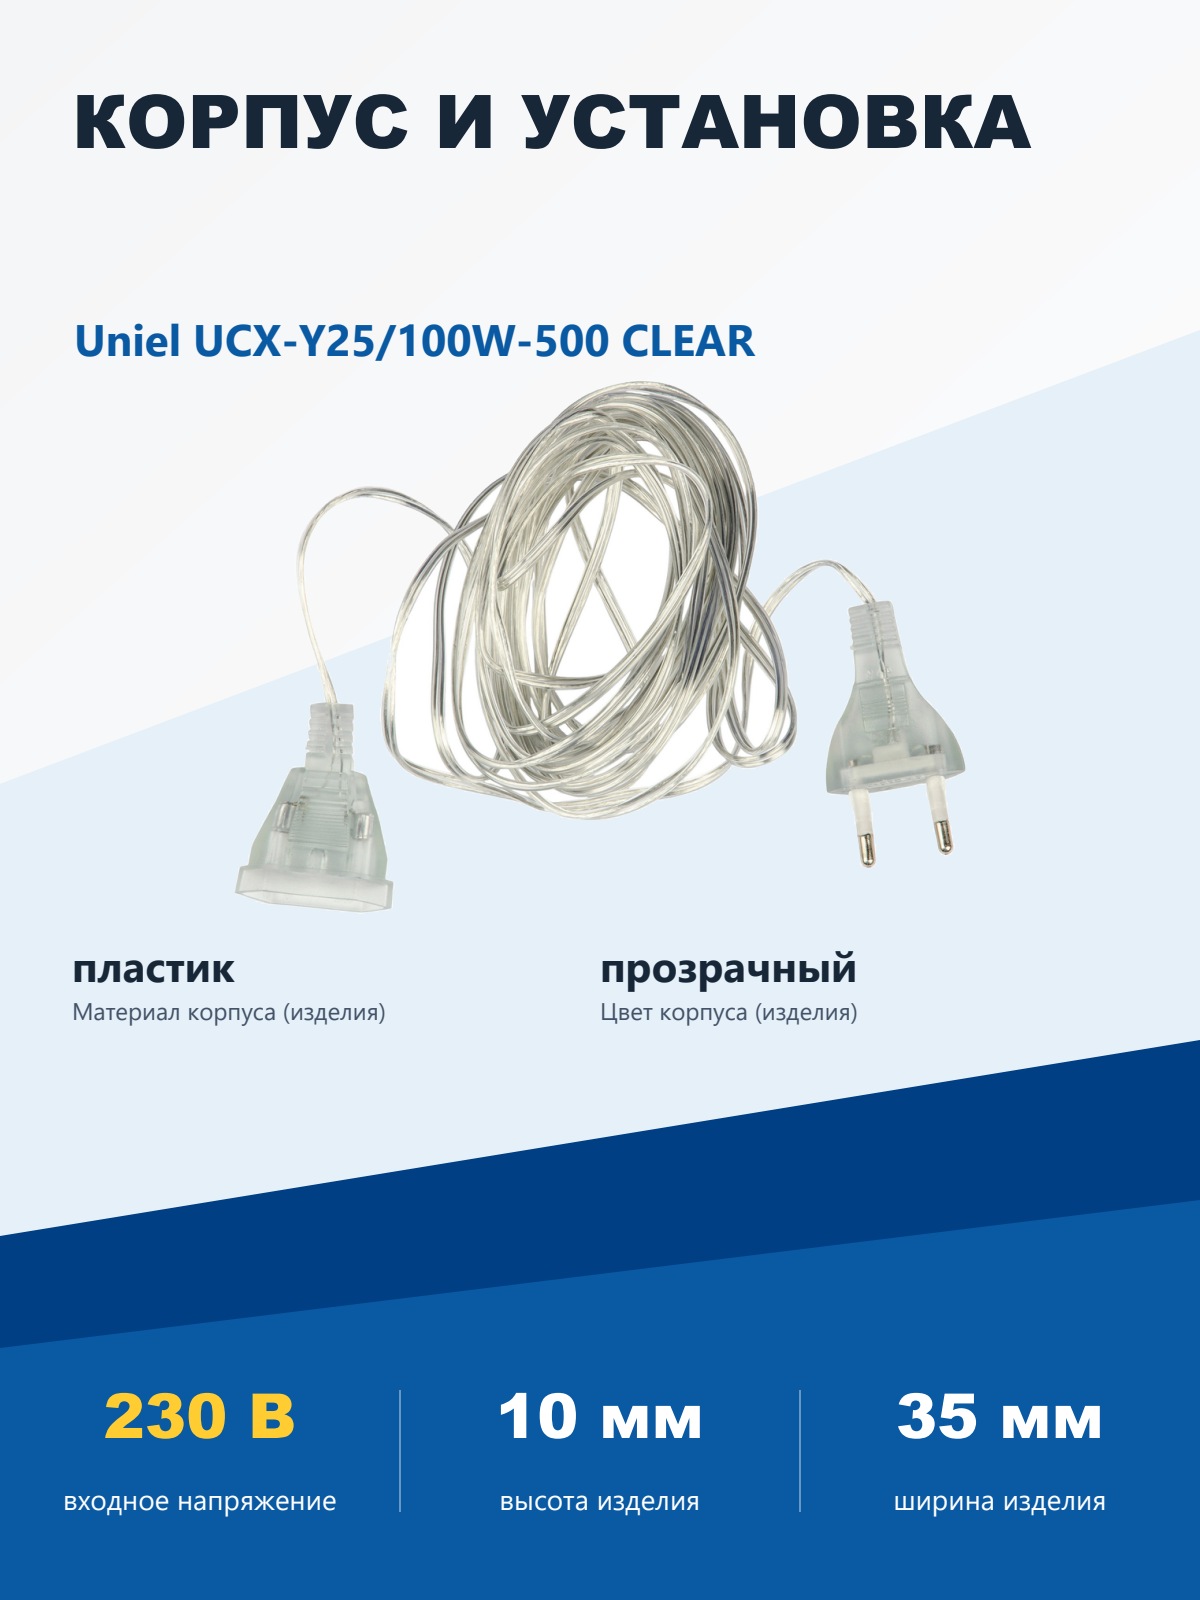 КОРПУС И УСТАНОВКА
Uniel UCX-Y25/100W-500 CLEAR
пластик
Материал корпуса (изделия)
прозрачный
Цвет корпуса (изделия)
230 В
входное напряжение
10 мм
высота изделия
35 мм
ширина изделия